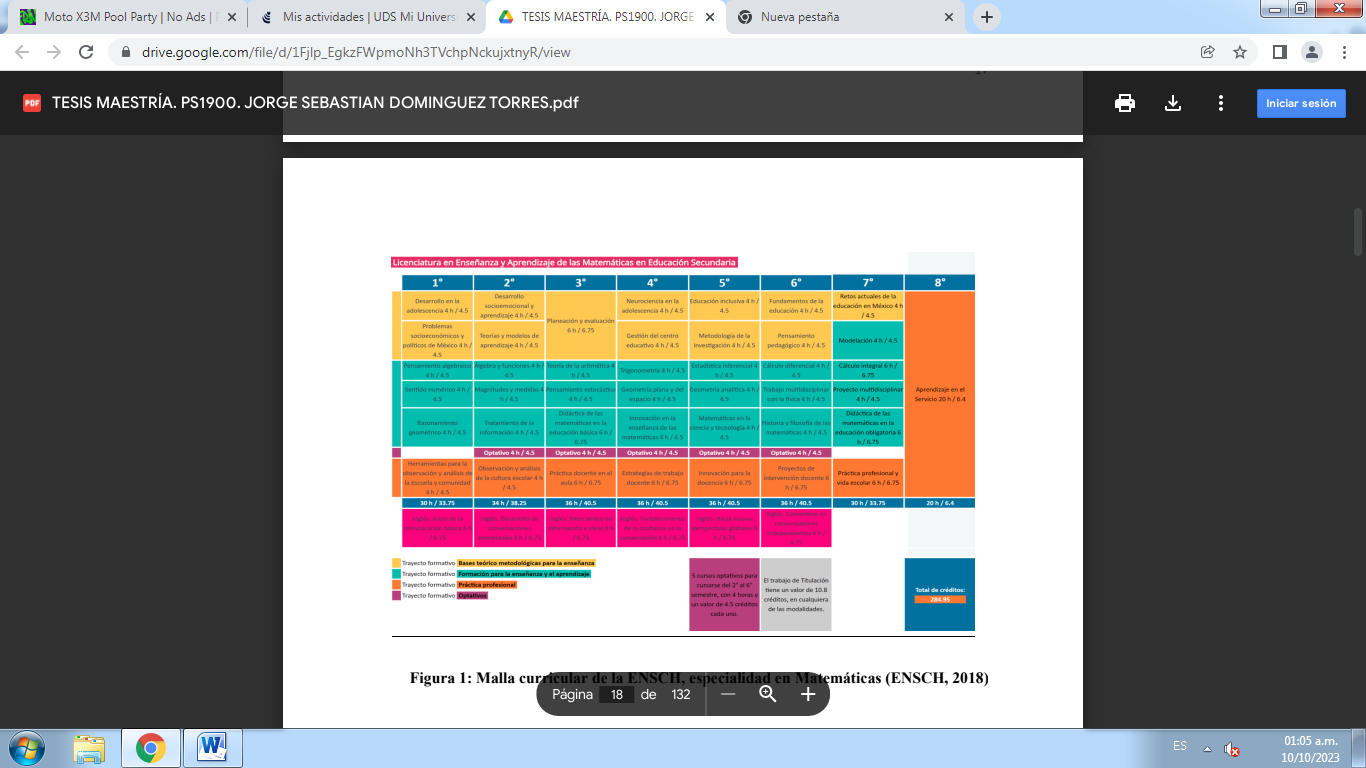 Moto X3M Pool Party | No Ads |
Mis actividades | UDS Mi Univers
TESIS MAESTRÍA. PS1900. JORGE
Nueva pestaña
drive.google.com/file/d/1FjIp_EgkzFWpmoNh3TVchpNckujxtnyR/view
PDF TESIS MAESTRÍA. PS1900. JORGE SEBASTIAN DOMINGUEZ TORRES.pdf
Iniciar sesión
Licenciatura en Enseñanza y Aprendizaje de las Matemáticas en Educación Secundaria
1° 2° 3° 4° 5° 6° 7° 8°
Desarrollo en la
adolescencia 4 h / 4.5
Desarrollo
socioemocional y
aprendizaje 4 h / 4.5
Planeación y evaluación
6 h / 6.75
Neurociencia en la
adolescencia 4 h / 4.5
Educación inclusiva 4 h /
4.5
Fundamentos de la
educación 4 h / 4.5
Retos actuales de la
educación en México 4 h
/ 4.5
Aprendizaje en el
Servicio 20 h / 6.4
Problemas
socioeconómicos y
políticos de México 4 h /
4.5
Teorías y modelos de
aprendizaje 4 h / 4.5
Gestión del centro
educativo 4 h / 4.5
Metodología de la
investigación 4 h / 4.5
Pensamiento
pedagógico 4 h / 4.5
Modelación 4 h / 4.5
Pensamiento algebraico
4 h / 4.5
Álgebra y funciones 4 h /
4.5
Teoría de la aritmética 4
h / 4.5
Trigonometría 4 h / 4.5
Estadística inferencial 4
h / 4.5
Cálculo diferencial 4 h /
4.5
Cálculo integral 6 h /
6.75
Sentido numérico 4 h /
4.5
Magnitudes y medidas 4
h / 4.5
Pensamiento estocástico
4 h / 4.5
Geometría plana y del
espacio 4 h / 4.5
Geometría analítica 4 h /
4.5
Trabajo multidisciplinar
con la física 4 h / 4.5
Proyecto multidisciplinar
4 h / 4.5
Razonamiento
geométrico 4 h / 4.5
Tratamiento de la
información 4 h / 4.5
Didáctica de las
matemáticas en la
educación básica 6 h /
6.75
Innovación en la
enseñanza de las
matemáticas 4 h / 4.5
Matemáticas en la
ciencia y tecnología 4 h /
4.5
Historia y filosofía de las
matemáticas 4 h / 4.5
Didáctica de las
matemáticas en la
educación obligatoria 6
h / 6.75
Optativo 4 h / 4.5 Optativo 4 h / 4.5 Optativo 4 h / 4.5 Optativo 4 h / 4.5 Optativo 4 h / 4.5
Herramientas para la
observación y análisis de
la escuela y comunidad
4 h / 4.5
Observación y análisis
de la cultura escolar 4 h
/ 4.5
Práctica docente en el
aula 6 h / 6.75
Estrategias de trabajo
docente 6 h / 6.75
Innovación para la
docencia 6 h / 6.75
Proyectos de
intervención docente 6
h / 6.75
Práctica profesional y
vida escolar 6 h / 6.75
30 h / 33.75 34 h / 38.25 36 h / 40.5 36 h / 40.5 36 h / 40.5 36 h / 40.5 30 h / 33.75 20 h / 6.4
Trayecto formativo Bases teórico metodológicas para la enseñanza
Trayecto formativo Formación para la enseñanza y el aprendizaje
Trayecto formativo Práctica profesional
Trayecto formativo Optativos
5 cursos optativos para
cursarse del 2° al 6°
semestre, con 4 horas y
un valor de 4.5 créditos
cada uno.
El trabajo de Titulación
tiene un valor de 10.8
créditos, en cualquiera
de las modalidades.
Total de créditos:
284.95
Figura 1: Malla curricular de la ENSCH, especialidad en Matemáticas (ENSCH, 2018)
Página 18 de 132
ES
01:05 a.m.
10/10/2023